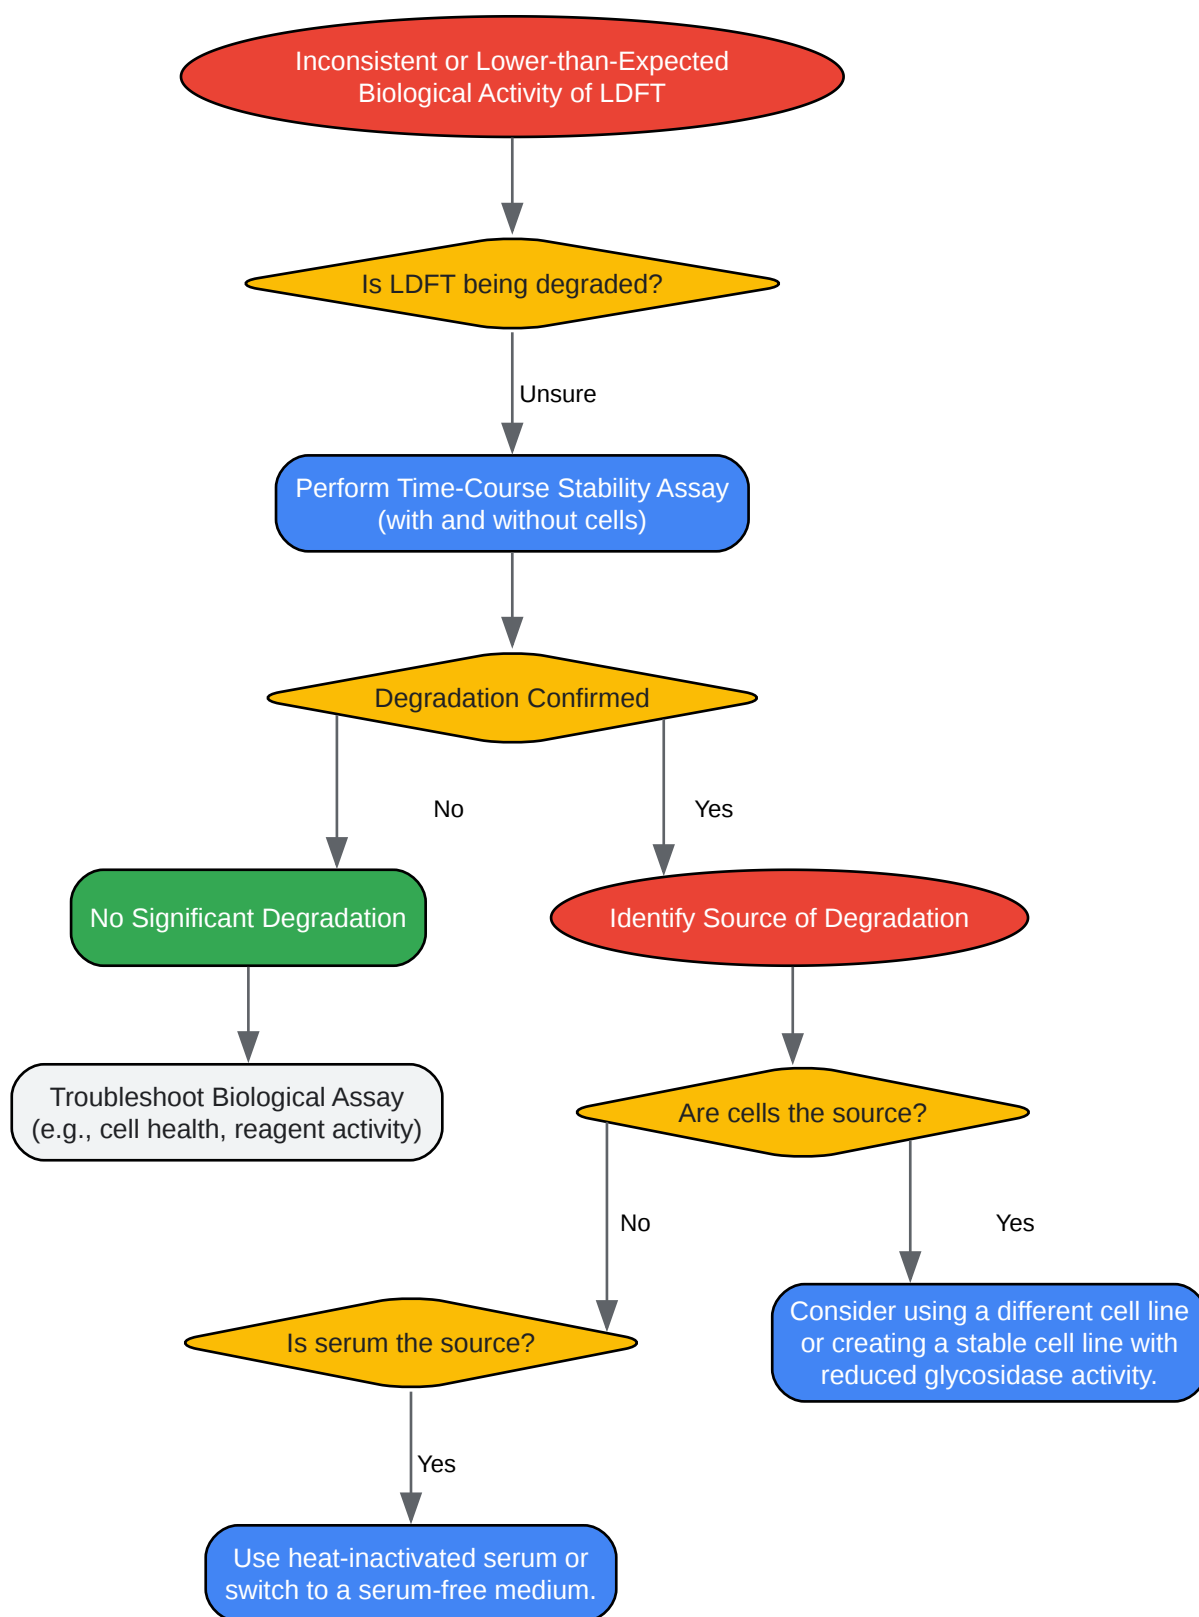 Inconsistent or Lower-than-Expected
Biological Activity of LDFT
Is LDFT being degraded?
Unsure
Perform Time-Course Stability Assay
(with and without cells)
Degradation Confirmed
No
Yes
No Significant Degradation
Identify Source of Degradation
Troubleshoot Biological Assay
(e.g., cell health, reagent activity)
Are cells the source?
No
Yes
Consider using a different cell line
or creating a stable cell line with
reduced glycosidase activity.
Is serum the source?
Yes
Use heat-inactivated serum or
switch to a serum-free medium.